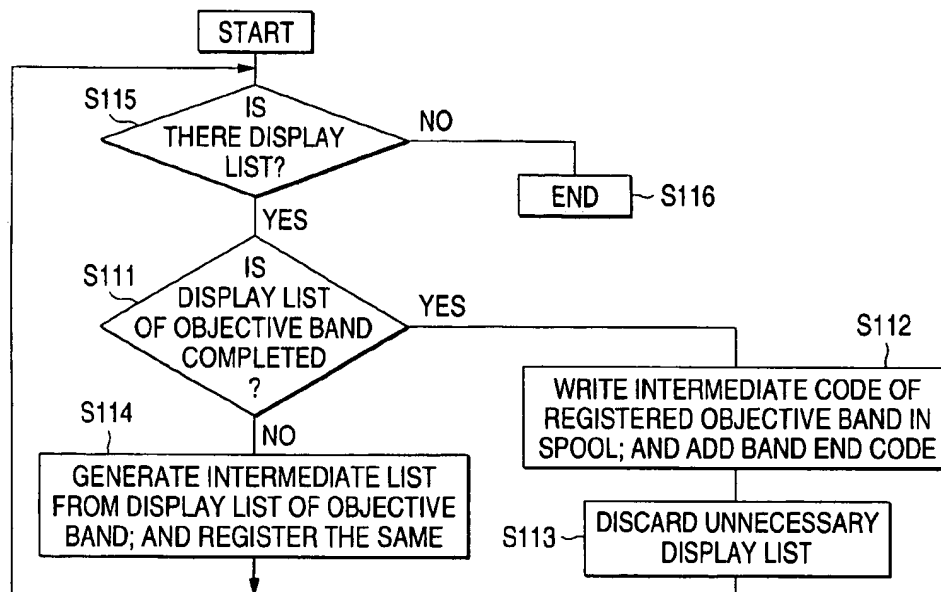 START
S115
IS
THERE DISPLAY
LIST?
NO
END
S116
YES
S111
IS
DISPLAY LIST
OF OBJECTIVE BAND
COMPLETED
?
YES
S112
WRITE INTERMEDIATE CODE OF
REGISTERED OBJECTIVE BAND IN
SPOOL; AND ADD BAND END CODE
S114
NO
GENERATE INTERMEDIATE LIST
FROM DISPLAY LIST OF OBJECTIVE
BAND; AND REGISTER THE SAME
S113
DISCARD UNNECESSARY
DISPLAY LIST